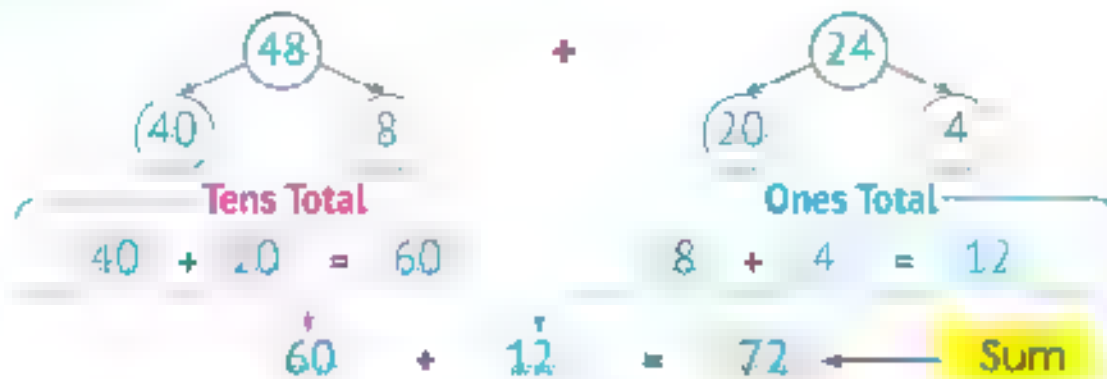 48 + 24
40 8 20 4
Tens Total Ones Total
40 + 20 = 60 8 + 4 = 12
60 + 12 = 72 Sum